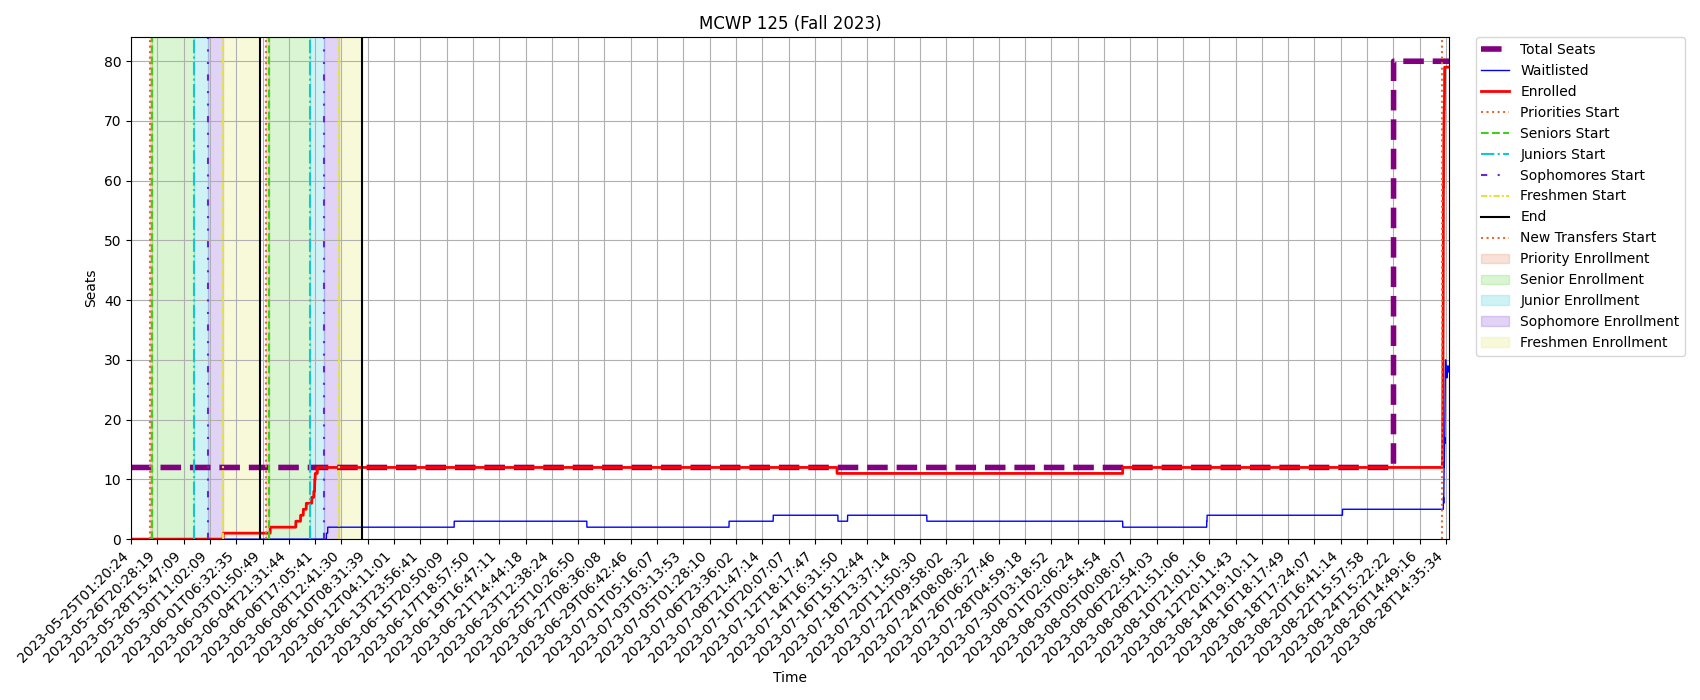 MCWP 125 (Fall 2023)
Seats
80
70
60
50
40
30
20
10
0
2023-05-25T01:20:24
2023-05-26T20:28:19
2023-05-28T15:47:09
2023-05-30T11:02:09
2023-06-01T06:32:35
2023-06-03T01:50:49
2023-06-04T21:31:44
2023-06-06T17:05:41
2023-06-08T12:41:30
2023-06-10T08:31:39
2023-06-12T04:11:01
2023-06-13T23:56:41
2023-06-15T20:50:09
2023-06-17T18:57:50
2023-06-19T16:47:11
2023-06-21T14:44:18
2023-06-23T12:38:24
2023-06-25T10:26:50
2023-06-27T08:36:08
2023-06-29T06:42:46
2023-07-01T05:16:07
2023-07-03T03:13:53
2023-07-05T01:28:10
2023-07-06T23:36:02
2023-07-08T21:47:14
2023-07-10T20:07:07
2023-07-12T18:17:47
2023-07-14T16:31:50
2023-07-16T15:12:44
2023-07-18T13:37:14
2023-07-20T11:50:30
2023-07-22T09:58:02
2023-07-24T08:08:32
2023-07-26T06:27:46
2023-07-28T04:59:18
2023-07-30T03:18:52
2023-08-01T02:06:24
2023-08-03T00:54:54
2023-08-05T00:08:07
2023-08-06T22:54:03
2023-08-08T21:51:06
2023-08-10T21:01:16
2023-08-12T20:11:43
2023-08-14T19:10:11
2023-08-16T18:17:49
2023-08-18T17:24:07
2023-08-20T16:41:14
2023-08-22T15:57:58
2023-08-24T15:22:22
2023-08-26T14:49:16
2023-08-28T14:35:34
Time
Total Seats
Waitlisted
Enrolled
Priorities Start
Seniors Start
Juniors Start
Sophomores Start
Freshmen Start
End
New Transfers Start
Priority Enrollment
Senior Enrollment
Junior Enrollment
Sophomore Enrollment
Freshmen Enrollment